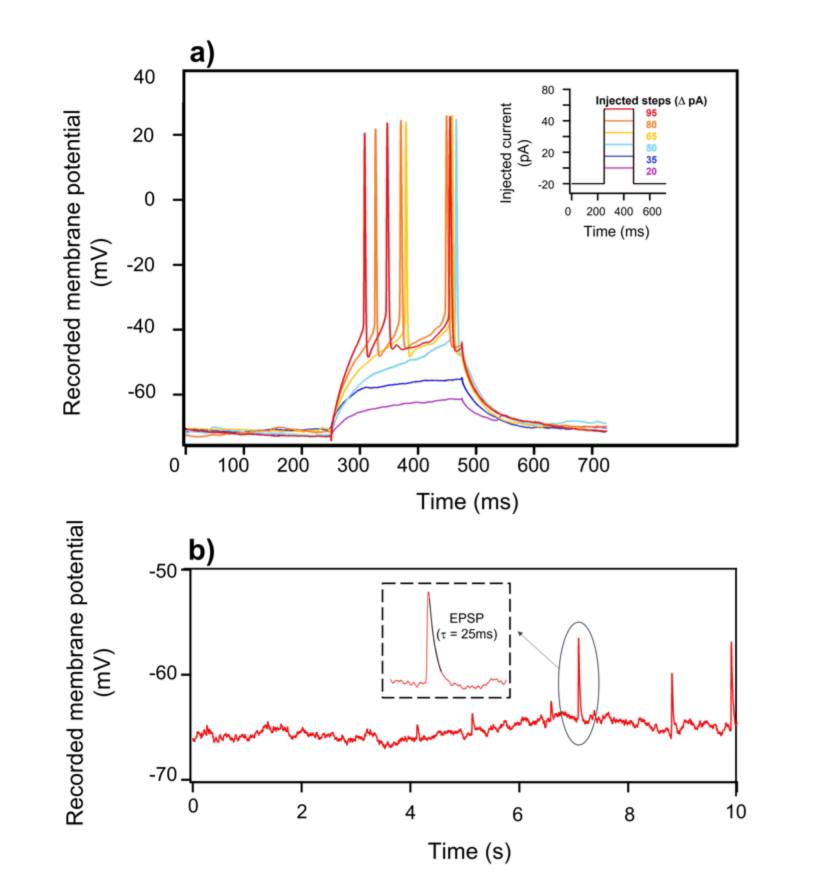 a)
Recorded membrane potential
(mV)
40
20
0
-20
-40
-60
0 100 200 300 400 500 600 700
Time (ms)
Injected current
(pA)
80
40
20
-20
Injected steps (Δ pA)
95
80
65
50
35
20
0 200 400 600
Time (ms)
b)
Recorded membrane potential
(mV)
-50
-60
-70
EPSP
(τ = 25ms)
0 2 4 6 8 10
Time (s)